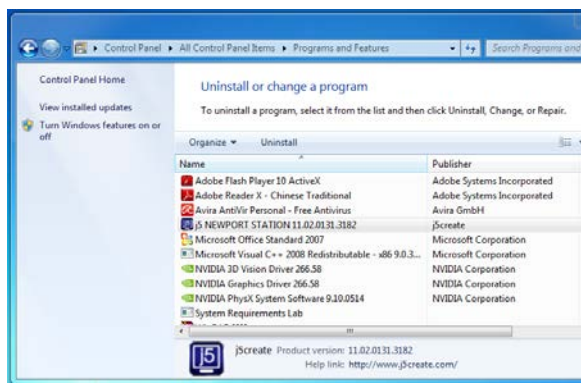 Control Panel ▸ All Control Panel Items ▸ Programs and Features
Search Programs and
Control Panel Home
View installed updates
Turn Windows features on or
off
Uninstall or change a program
To uninstall a program, select it from the list and then click Uninstall, Change, or Repair.
Organize Uninstall
Name Publisher
Adobe Flash Player 10 ActiveX Adobe Systems Incorporated
Adobe Reader X - Chinese Traditional Adobe Systems Incorporated
Avira AntiVir Personal - Free Antivirus Avira GmbH
j5 NEWPORT STATION 11.02.0131.3182 j5create
Microsoft Office Standard 2007 Microsoft Corporation
Microsoft Visual C++ 2008 Redistributable - x86 9.0.3... Microsoft Corporation
NVIDIA 3D Vision Driver 266.58 NVIDIA Corporation
NVIDIA Graphics Driver 266.58 NVIDIA Corporation
NVIDIA PhysX System Software 9.10.0514 NVIDIA Corporation
System Requirements Lab
j5create Product version: 11.02.0131.3182
Help link: http://www.j5create.com/
j5